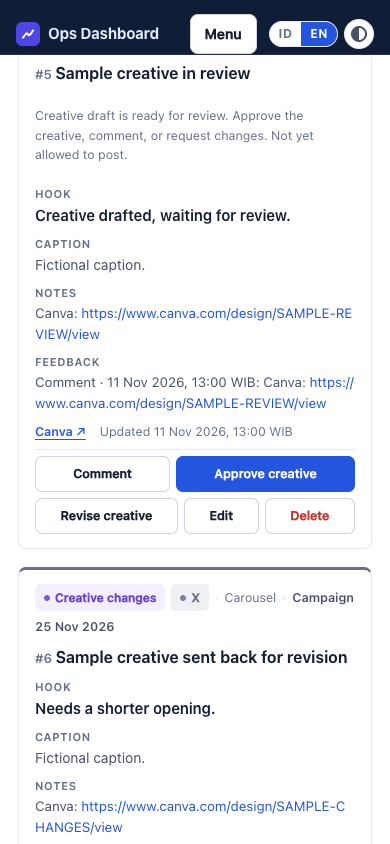 Ops Dashboard Menu ID EN
#5 Sample creative in review
Creative draft is ready for review. Approve the
creative, comment, or request changes. Not yet
allowed to post.
HOOK
Creative drafted, waiting for review.
CAPTION
Fictional caption.
NOTES
Canva: https://www.canva.com/design/SAMPLE-RE
VIEW/view
FEEDBACK
Comment · 11 Nov 2026, 13:00 WIB: Canva: https://
www.canva.com/design/SAMPLE-REVIEW/view
Canva ↗ Updated 11 Nov 2026, 13:00 WIB
Comment Approve creative
Revise creative Edit Delete
Creative changes X · Carousel · Campaign
25 Nov 2026
#6 Sample creative sent back for revision
HOOK
Needs a shorter opening.
CAPTION
Fictional caption.
NOTES
Canva: https://www.canva.com/design/SAMPLE-C
HANGES/view